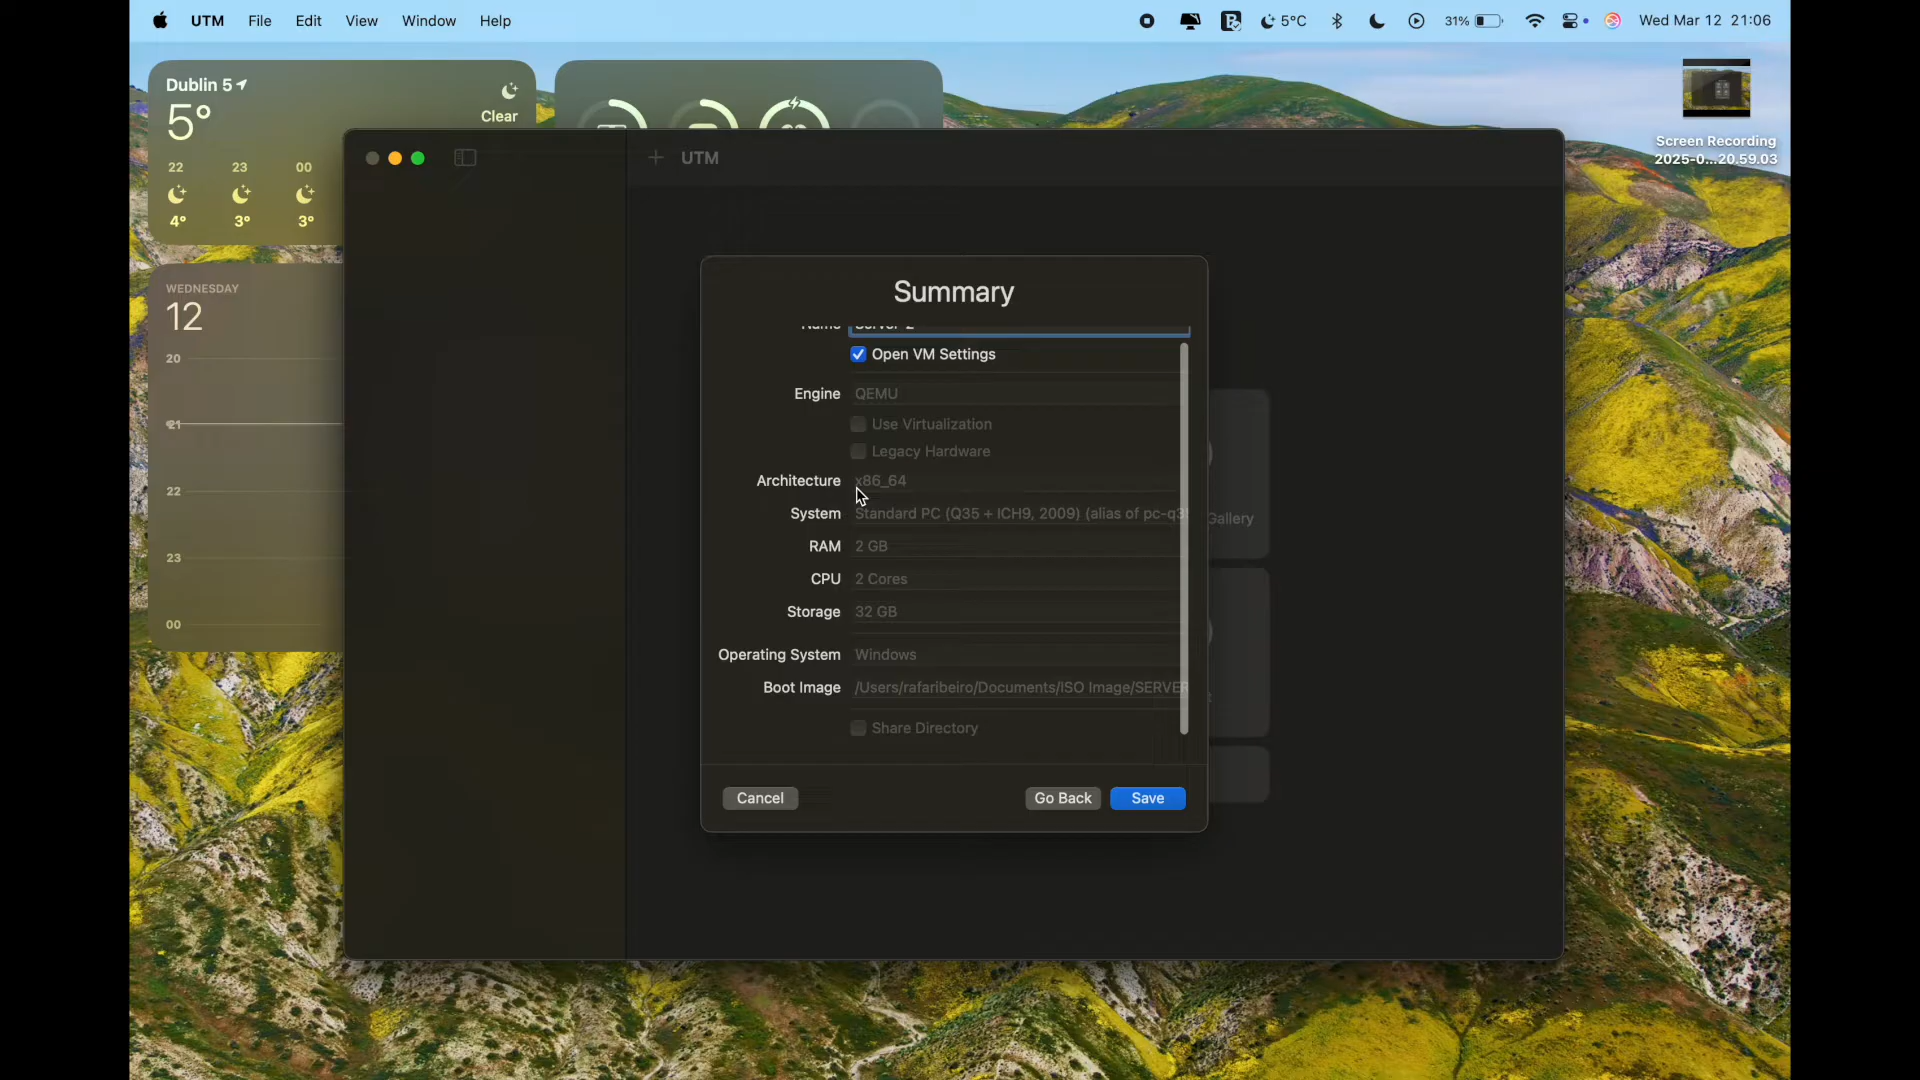 UTM File Edit View Window Help
5°C 31% Wed Mar 12 21:06
Dublin 5
5°
Clear
22 23 00
4° 3° 3°
Screen Recording
2025-0...20.59.03
UTM
WEDNESDAY
12
20
21
22
23
00
Summary
Open VM Settings
Engine QEMU
Use Virtualization
Legacy Hardware
Architecture x86_64
System Standard PC (Q35 + ICH9, 2009) (alias of pc-q3
RAM 2 GB
CPU 2 Cores
Storage 32 GB
Operating System Windows
Boot Image /Users/rafaribeiro/Documents/ISO Image/SERVER
Share Directory
Gallery
Cancel Go Back Save